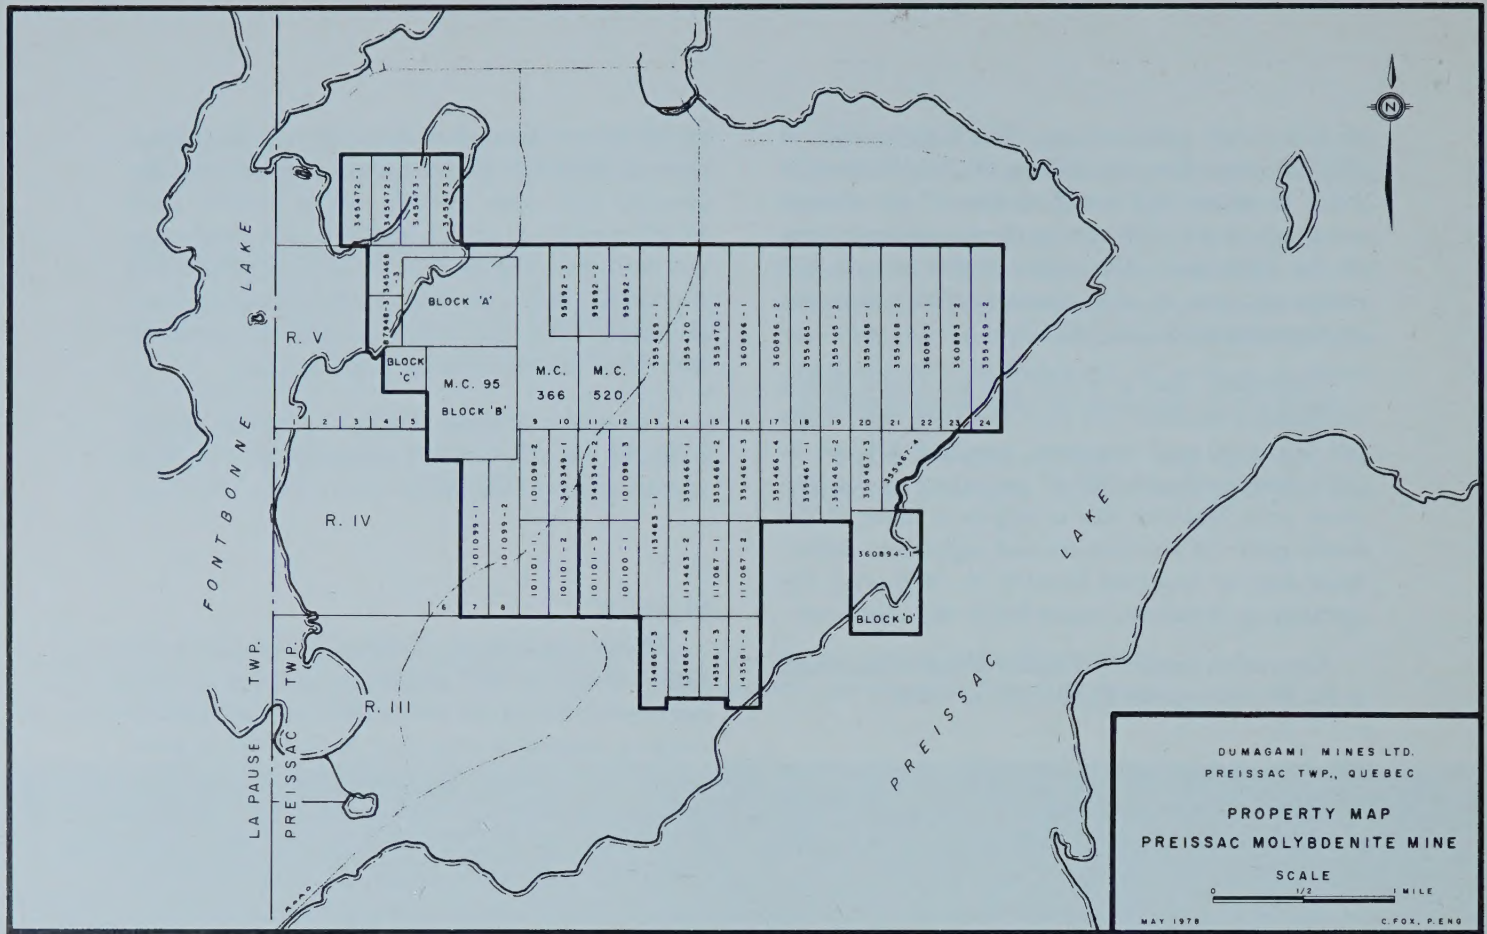 N
345472-1
345472-2
345473-1
345473-2
345468
-3
BLOCK 'A'
95892-3
95892-2
95892-1
355469-1
355470-1
355470-2
360896-1
360896-2
355465-1
355465-2
355468-1
355468-2
360893-1
360893-2
355469-2
R. V
BLOCK
'C'
M.C. 95
BLOCK 'B'
M.C.
366
M.C.
520
1 2 3 4 5 9 10 11 12 13 14 15 16 17 18 19 20 21 22 23 24
FONTBONNE LAKE
R. IV
101099-1
101099-2
101098-2
349349-1
349349-2
101098-3
113463-1
355466-1
355466-2
355466-3
355466-4
355467-1
355467-2
355467-3
355467-4
101101-1
101101-2
101101-3
101100-1
113463-2
117067-1
117067-2
360894-1
BLOCK 'D'
6 7 8
134867-3
134867-4
143581-3
143581-4
R. III
LA PAUSE TWP.
PREISSAC TWP.
PREISSAC LAKE
ROAD
DUMAGAMI MINES LTD.
PREISSAC TWP., QUEBEC
PROPERTY MAP
PREISSAC MOLYBDENITE MINE
SCALE
0 1/2 1 MILE
MAY 1978 C. FOX, P. ENG